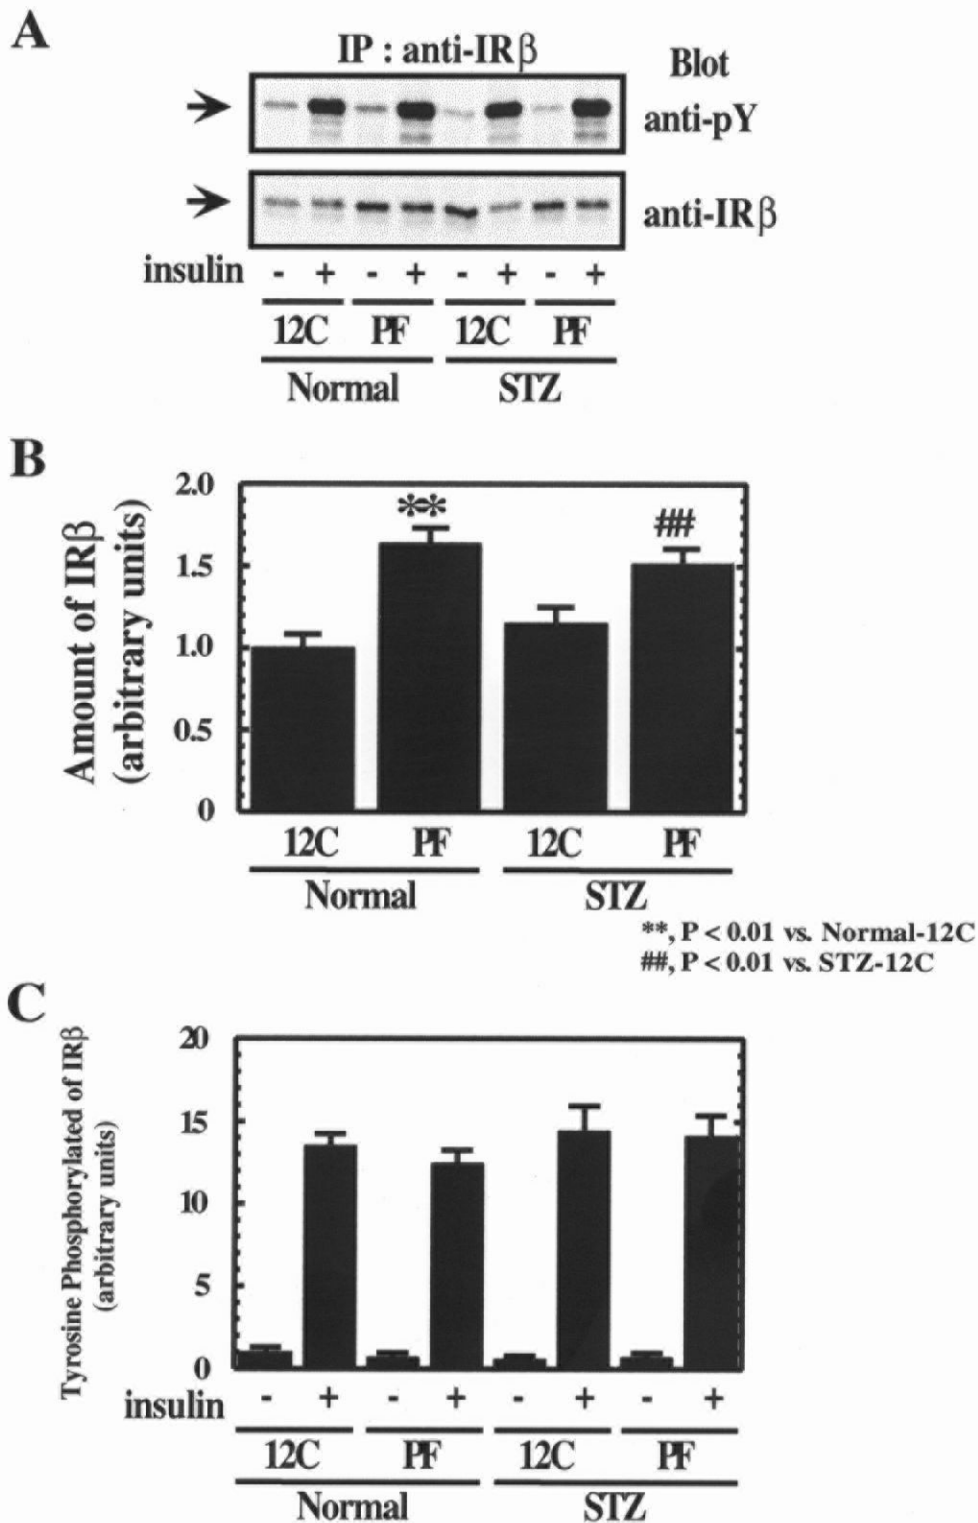 A
IP : anti-IRβ
Blot
anti-pY
anti-IRβ
insulin - + - + - + - +
12C PF 12C PF
Normal STZ
B
Amount of IRβ
(arbitrary units)
2.0
1.5
1.0
0.5
0
**
##
12C PF 12C PF
Normal STZ
**, P < 0.01 vs. Normal-12C
##, P < 0.01 vs. STZ-12C
C
Tyrosine Phosphorylated of IRβ
(arbitrary units)
20
15
10
5
0
insulin - + - + - + - +
12C PF 12C PF
Normal STZ